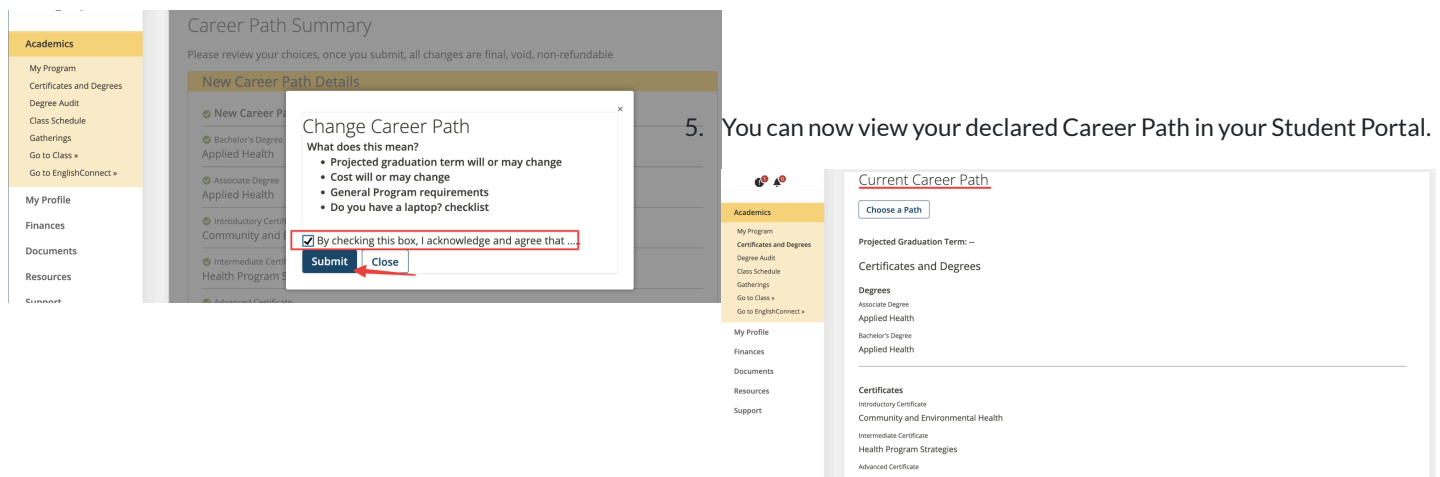 Career Path Summary
Please review your choices, once you submit, all changes are final, void, non-refundable
Academics
My Program
Certificates and Degrees
Degree Audit
Class Schedule
Gatherings
Go to Class »
Go to EnglishConnect »
My Profile
Finances
Documents
Resources
Support
New Career Path Details
New Career Pa
Bachelor's Degree
Applied Health
Associate Degree
Applied Health
Introductory Certif
Community and E
Intermediate Certif
Health Program S
Advanced Certificate
×
Change Career Path
What does this mean?
• Projected graduation term will or may change
• Cost will or may change
• General Program requirements
• Do you have a laptop? checklist
By checking this box, I acknowledge and agree that .....
Submit Close
5. You can now view your declared Career Path in your Student Portal.
Academics
My Program
Certificates and Degrees
Degree Audit
Class Schedule
Gatherings
Go to Class »
Go to EnglishConnect »
My Profile
Finances
Documents
Resources
Support
Current Career Path
Choose a Path
Projected Graduation Term: --
Certificates and Degrees
Degrees
Associate Degree
Applied Health
Bachelor's Degree
Applied Health
Certificates
Introductory Certificate
Community and Environmental Health
Intermediate Certificate
Health Program Strategies
Advanced Certificate